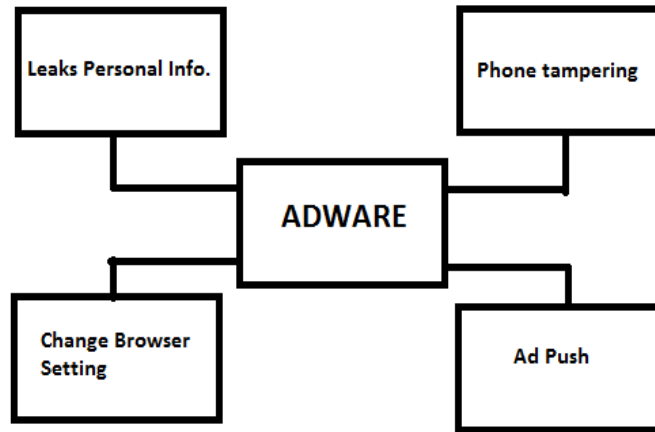 Leaks Personal Info.
Phone tampering
ADWARE
Change Browser
Setting
Ad Push